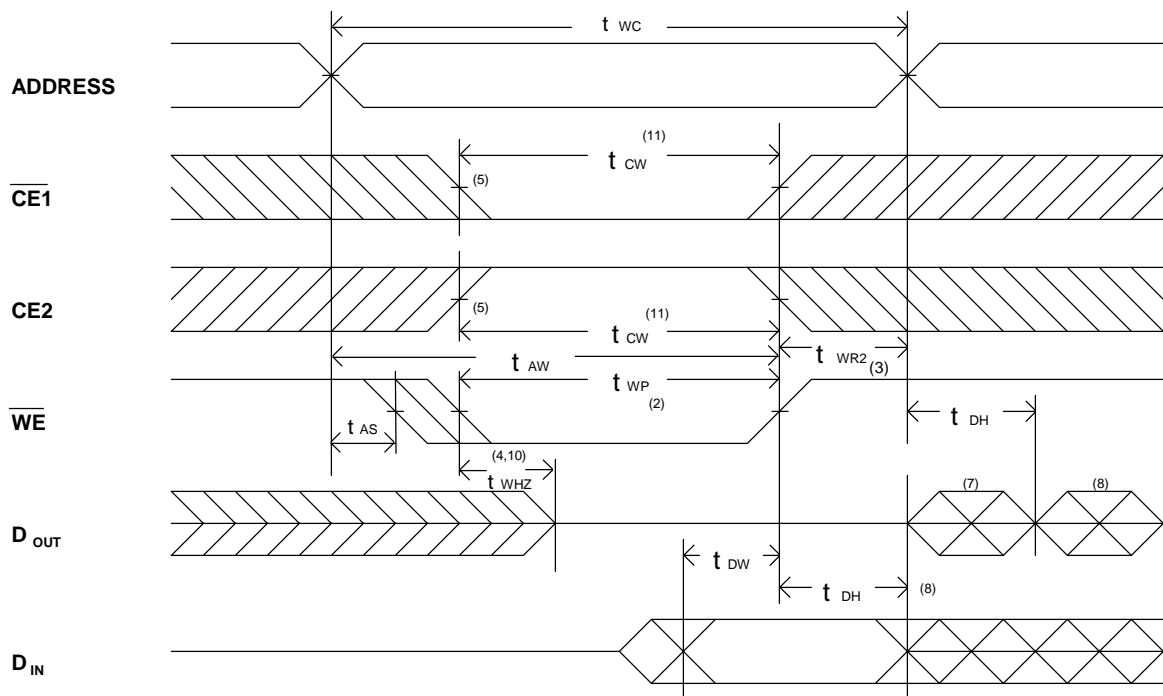 t WC
ADDRESS
(11)
t CW
CE1
(5)
CE2
(5)
(11)
t CW
t AW
t WR2
(3)
t WP
(2)
WE
t AS
t DH
(4,10)
t WHZ
(7)
(8)
D OUT
t DW
t DH
(8)
D IN